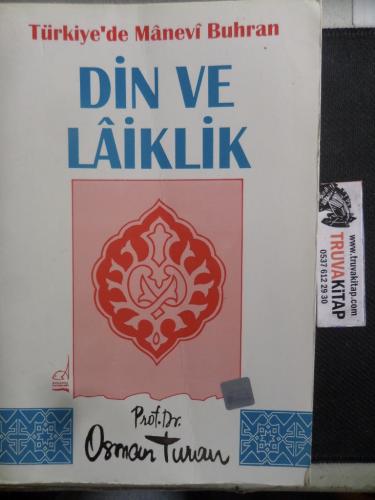 Türkiye'de Mânevî Buhran
DİN VE
LÂİKLİK
Prof. Dr.
Osman Turan
www.truvakitap.com
TRUVAKİTAP
0537 612 29 30